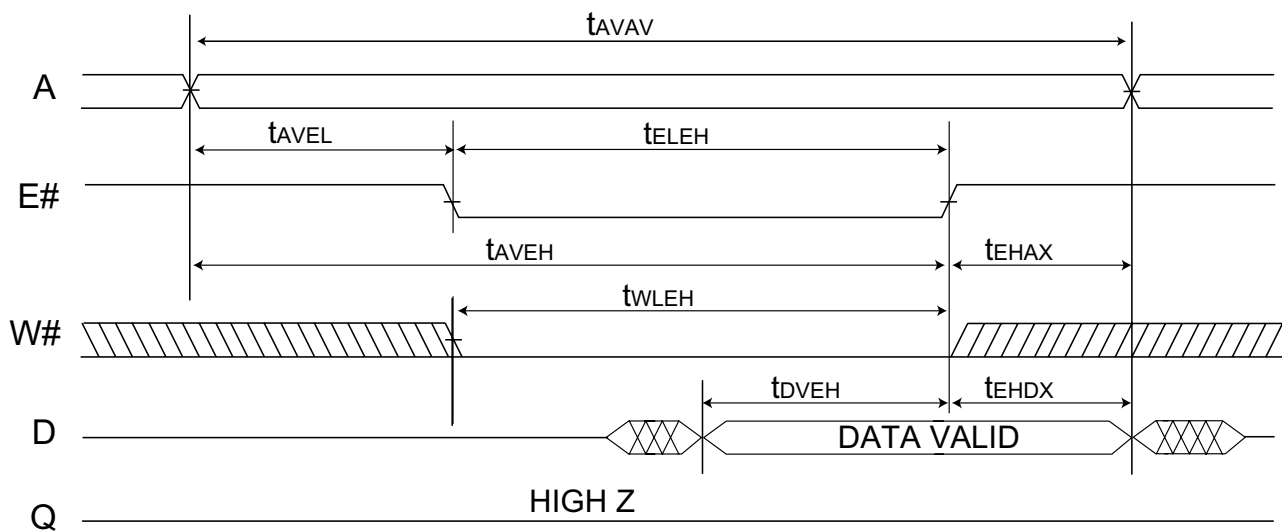 tAVAV
A
tAVEL tELEH
E#
tAVEH tEHAX
tWLEH
W#
tDVEH tEHDX
D DATA VALID
HIGH Z
Q